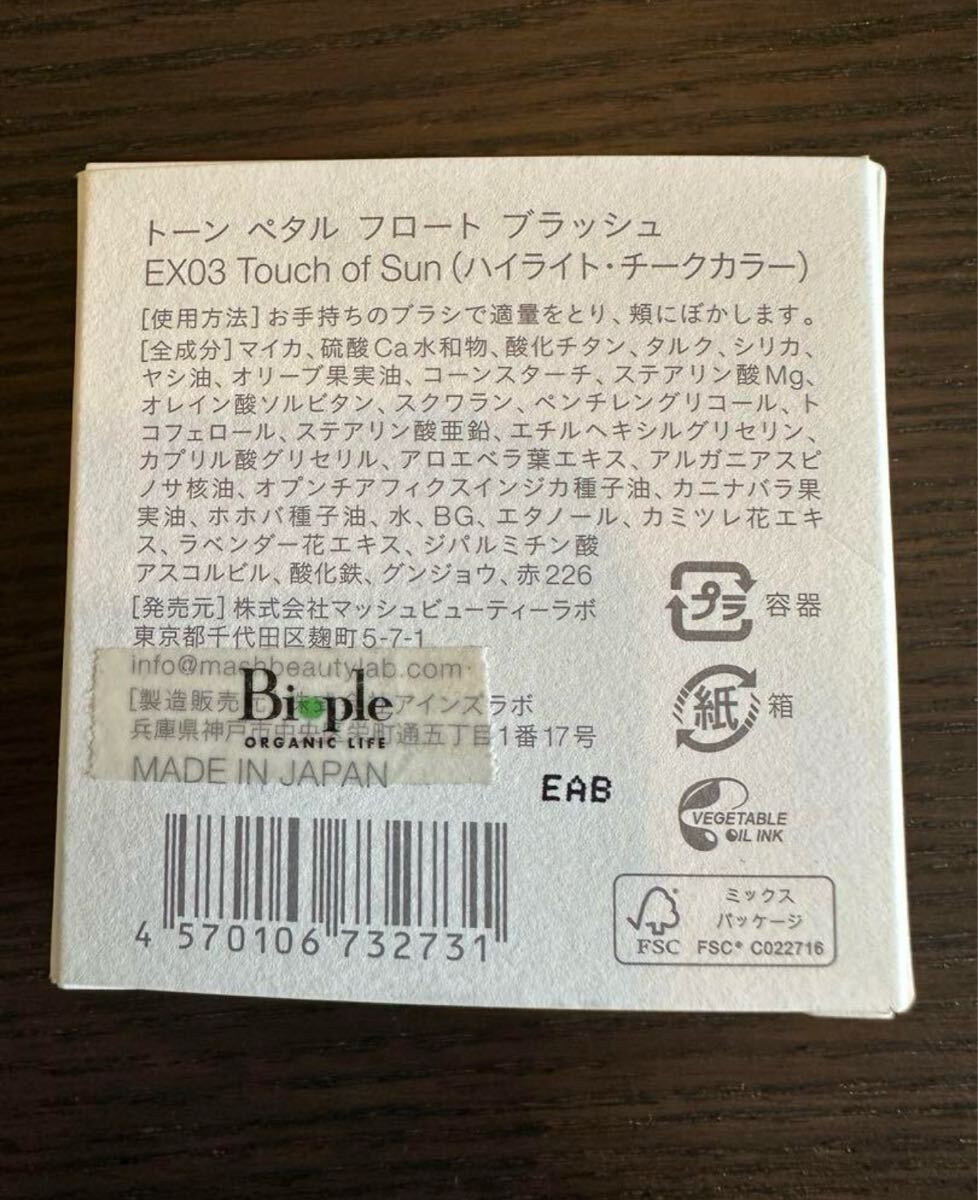 トーン ペタル フロート ブラッシュ
EX03 Touch of Sun(ハイライト・チークカラー)
[使用方法]お手持ちのブラシで適量をとり、頬にぼかします。
[全成分]マイカ、硫酸Ca水和物、酸化チタン、タルク、シリカ、
ヤシ油、オリーブ果実油、コーンスターチ、ステアリン酸Mg、
オレイン酸ソルビタン、スクワラン、ペンチレングリコール、ト
コフェロール、ステアリン酸亜鉛、エチルヘキシルグリセリン、
カプリル酸グリセリル、アロエベラ葉エキス、アルガニアスピ
ノサ核油、オプンチアフィクスインジカ種子油、カニナバラ果
実油、ホホバ種子油、水、BG、エタノール、カミツレ花エキ
ス、ラベンダー花エキス、ジパルミチン酸
アスコルビル、酸化鉄、グンジョウ、赤226
[発売元]株式会社マッシュビューティーラボ
東京都千代田区麹町5-7-1
info@mashbeautylab.com
[製造販売元]株式会社アインズラボ
兵庫県神戸市中央区栄町通五丁目1番17号
Biople
ORGANIC LIFE
MADE IN JAPAN
EAB
4 570106 732731
プラ 容器
紙 箱
VEGETABLE
OIL INK
FSC
ミックス
パッケージ
FSC® C022716